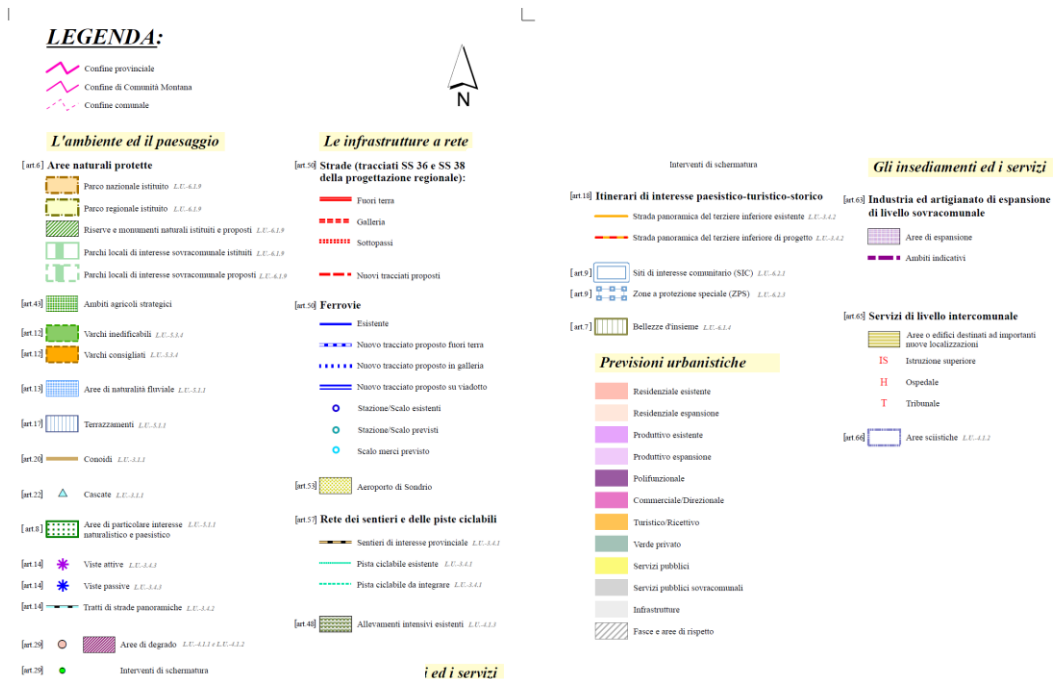 LEGENDA:
Confine provinciale
Confine di Comunità Montana
Confine comunale
N
L'ambiente ed il paesaggio
[art.6] Aree naturali protette
Parco nazionale istituito L.U.-6.1.9
Parco regionale istituito L.U.-6.1.9
Riserve e monumenti naturali istituiti e proposti L.U.-6.1.9
Parchi locali di interesse sovracomunale istituiti L.U.-6.1.9
Parchi locali di interesse sovracomunale proposti L.U.-6.1.9
[art.43] Ambiti agricoli strategici
[art.12] Varchi inedificabili L.U.-5.3.4
[art.12] Varchi consigliati L.U.-5.3.4
[art.13] Aree di naturalità fluviale L.U.-3.1.1
[art.17] Terrazzamenti L.U.-3.1.1
[art.20] Conoidi L.U.-3.1.1
[art.22] Cascate L.U.-3.1.1
[art.8] Aree di particolare interesse L.U.-3.1.1
naturalistico e paesistico
[art.14] Viste attive L.U.-3.4.3
[art.14] Viste passive L.U.-3.4.3
[art.14] Tratti di strade panoramiche L.U.-3.4.2
[art.29] Aree di degrado L.U.-4.1.1 e L.U.-4.1.2
[art.29] Interventi di schermatura
Le infrastrutture a rete
[art.50] Strade (tracciati SS 36 e SS 38
della progettazione regionale):
Fuori terra
Galleria
Sottopassi
Nuovi tracciati proposti
[art.50] Ferrovie
Esistente
Nuovo tracciato proposto fuori terra
Nuovo tracciato proposto in galleria
Nuovo tracciato proposto su viadotto
Stazione/Scalo esistenti
Stazione/Scalo previsti
Scalo merci previsto
[art.53] Aeroporto di Sondrio
[art.57] Rete dei sentieri e delle piste ciclabili
Sentieri di interesse provinciale L.U.-3.4.1
Pista ciclabile esistente L.U.-3.4.1
Pista ciclabile da integrare L.U.-3.4.1
[art.48] Allevamenti intensivi esistenti L.U.-4.1.3
i ed i servizi
Interventi di schermatura
[art.18] Itinerari di interesse paesistico-turistico-storico
Strada panoramica del terziere inferiore esistente L.U.-3.4.2
Strada panoramica del terziere inferiore di progetto L.U.-3.4.2
[art.9] Siti di interesse comunitario (SIC) L.U.-6.2.1
[art.9] Zone a protezione speciale (ZPS) L.U.-6.2.3
[art.7] Bellezze d'insieme L.U.-6.1.4
Previsioni urbanistiche
Residenziale esistente
Residenziale espansione
Produttivo esistente
Produttivo espansione
Polifunzionale
Commerciale/Direzionale
Turistico/Ricettivo
Verde privato
Servizi pubblici
Servizi pubblici sovracomunali
Infrastrutture
Fasce e aree di rispetto
Gli insediamenti ed i servizi
[art.63] Industria ed artigianato di espansione
di livello sovracomunale
Aree di espansione
Ambiti indicativi
[art.65] Servizi di livello intercomunale
Aree o edifici destinati ad importanti
nuove localizzazioni
IS Istruzione superiore
H Ospedale
T Tribunale
[art.66] Aree sciistiche L.U.-4.1.2